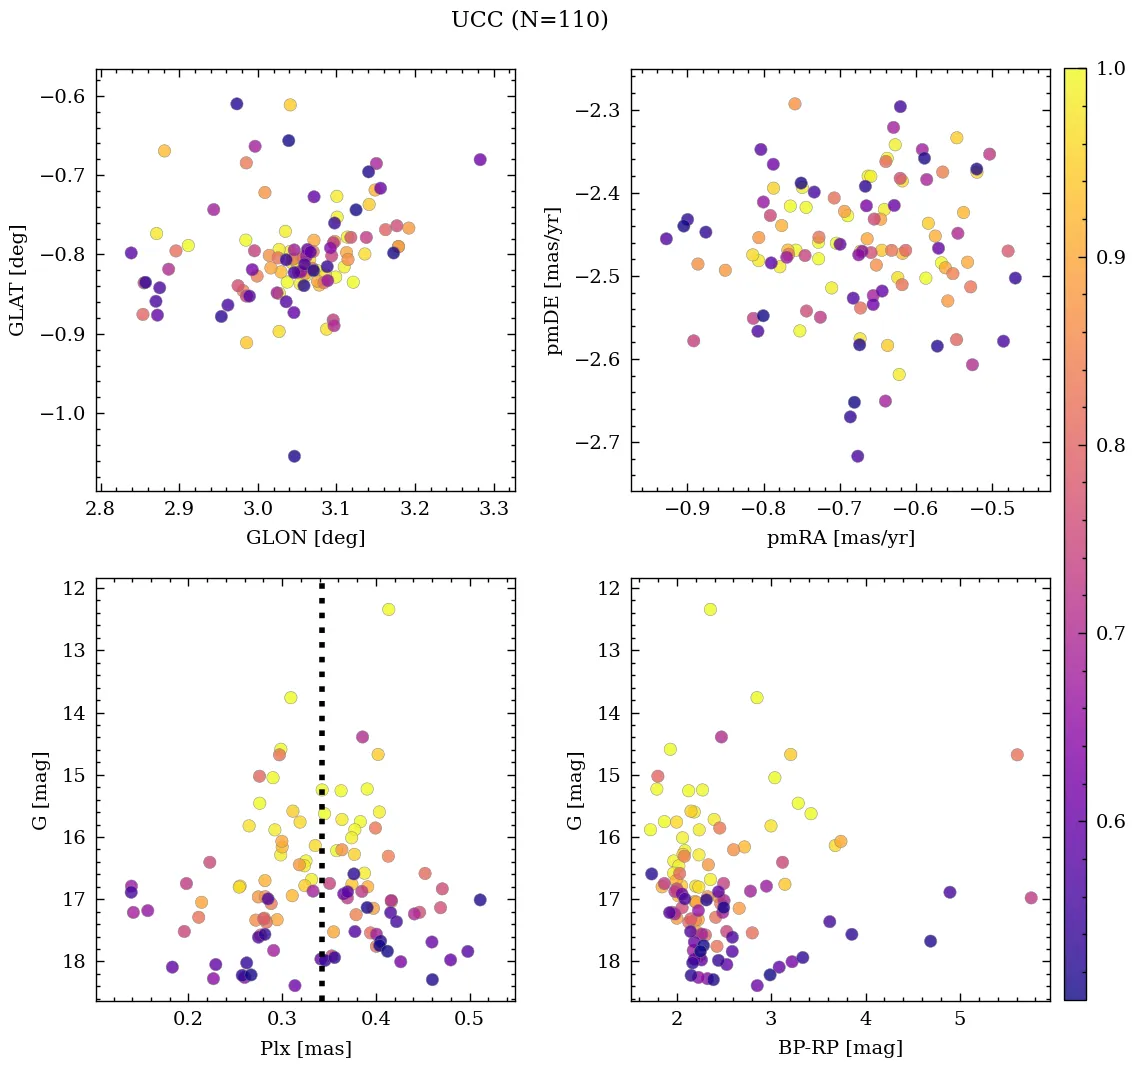 UCC (N=110)
−0.6
−0.7
−0.8
−0.9
−1.0
GLAT [deg]
2.8 2.9 3.0 3.1 3.2 3.3
GLON [deg]
−2.3
−2.4
−2.5
−2.6
−2.7
pmDE [mas/yr]
−0.9 −0.8 −0.7 −0.6 −0.5
pmRA [mas/yr]
12
13
14
15
16
17
18
G [mag]
0.2 0.3 0.4 0.5
Plx [mas]
12
13
14
15
16
17
18
G [mag]
2 3 4 5
BP-RP [mag]
1.0
0.9
0.8
0.7
0.6